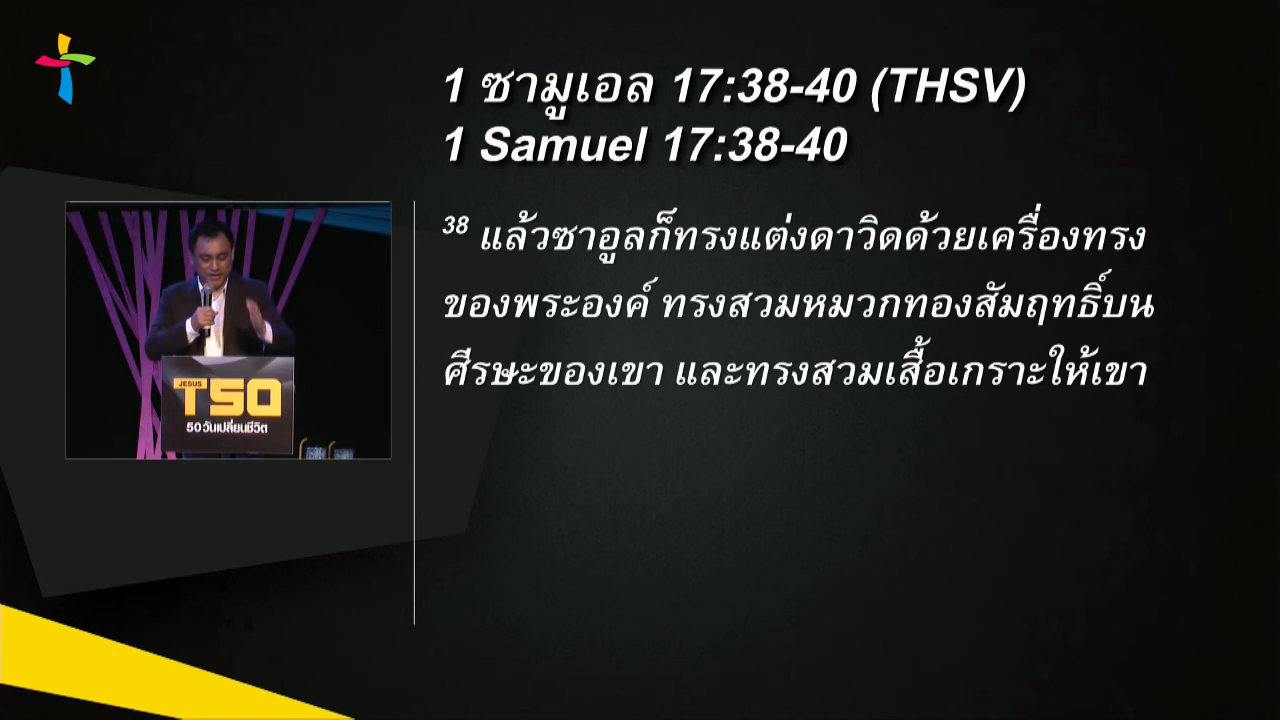 1 ซามูเอล 17:38-40 (THSV)
1 Samuel 17:38-40
38 แล้วซาอูลก็ทรงแต่งดาวิดด้วยเครื่องทรง
ของพระองค์ ทรงสวมหมวกทองสัมฤทธิ์บน
ศีรษะของเขา และทรงสวมเสื้อเกราะให้เขา
JESUS
T50
50 วันเปลี่ยนชีวิต